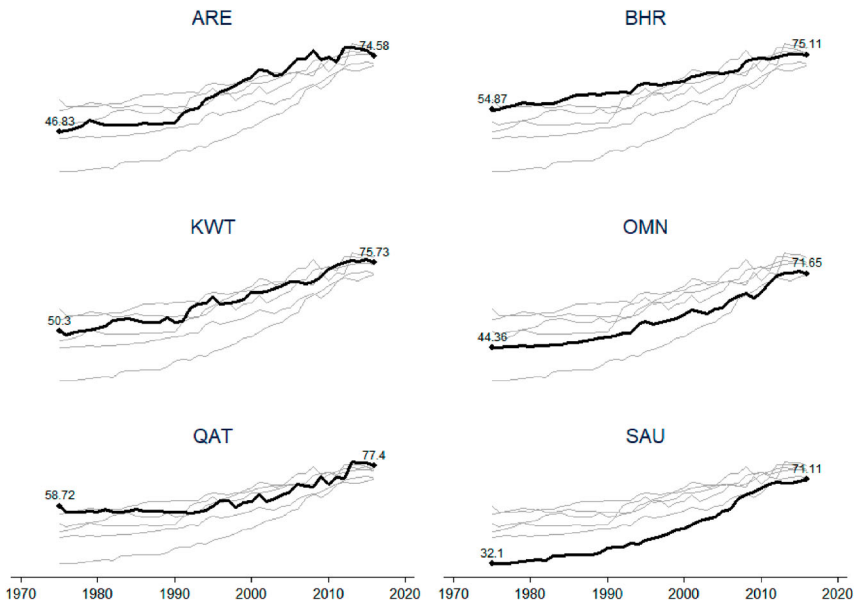 ARE BHR
74.58 75.11
46.83 54.87
KWT OMN
75.73 71.65
50.3 44.36
QAT SAU
77.4 71.11
58.72 32.1
1970 1980 1990 2000 2010 2020 1970 1980 1990 2000 2010 2020